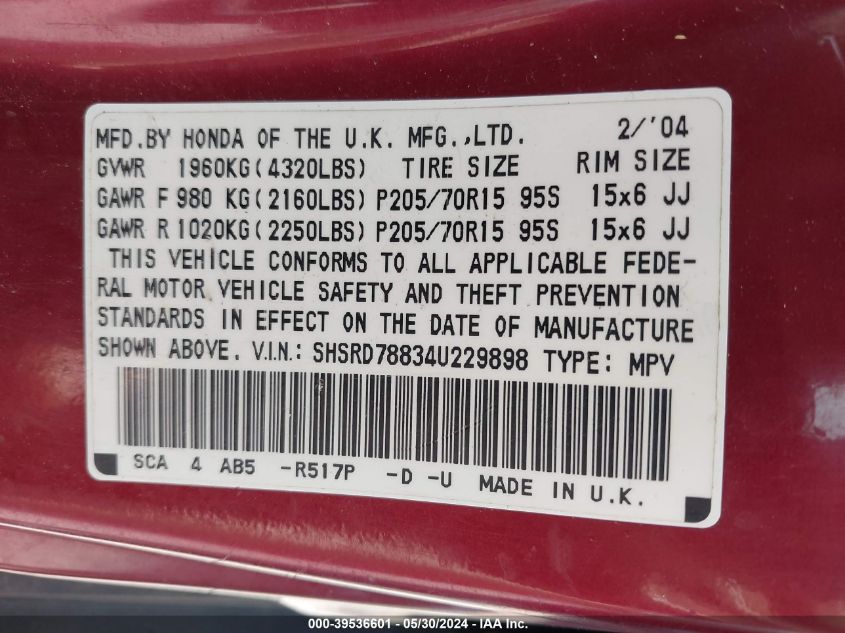 MFD.BY HONDA OF THE U.K. MFG.,LTD. 2/'04
GVWR 1960KG(4320LBS) TIRE SIZE RIM SIZE
GAWR F 980 KG(2160LBS) P205/70R15 95S 15x6 JJ
GAWR R 1020KG(2250LBS) P205/70R15 95S 15x6 JJ
THIS VEHICLE CONFORMS TO ALL APPLICABLE FEDE-
RAL MOTOR VEHICLE SAFETY AND THEFT PREVENTION
STANDARDS IN EFFECT ON THE DATE OF MANUFACTURE
SHOWN ABOVE. V.I.N.: SHSRD78834U229898 TYPE: MPV
SCA 4 AB5 -R517P -D -U MADE IN U.K.
000-39536601 / 05/30/2024 - IAA Inc.